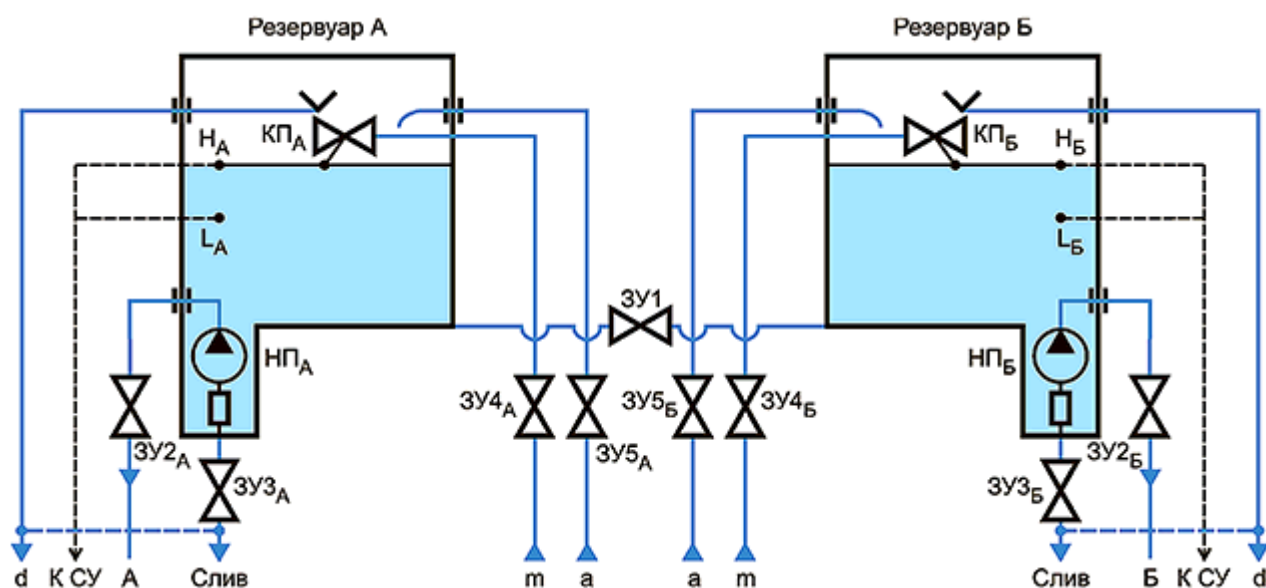 Резервуар А
Резервуар Б
КПА
КПБ
НА
НБ
LА
LБ
ЗУ1
НПА
НПБ
ЗУ4А
ЗУ5Б
ЗУ4Б
ЗУ2А
ЗУ5А
ЗУ2Б
ЗУ3А
ЗУ3Б
d
К СУ
А
Слив
m
a
a
m
Слив
Б
К СУ
d